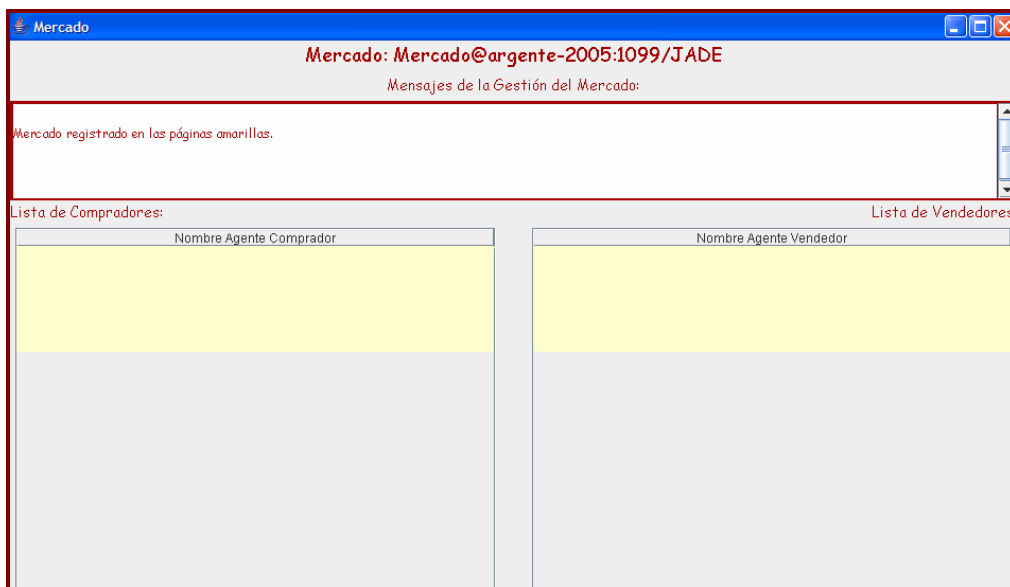 Mercado
Mercado: Mercado@argente-2005:1099/JADE
Mensajes de la Gestión del Mercado:
Mercado registrado en las páginas amarillas.
Lista de Compradores:
Lista de Vendedores
Nombre Agente Comprador
Nombre Agente Vendedor